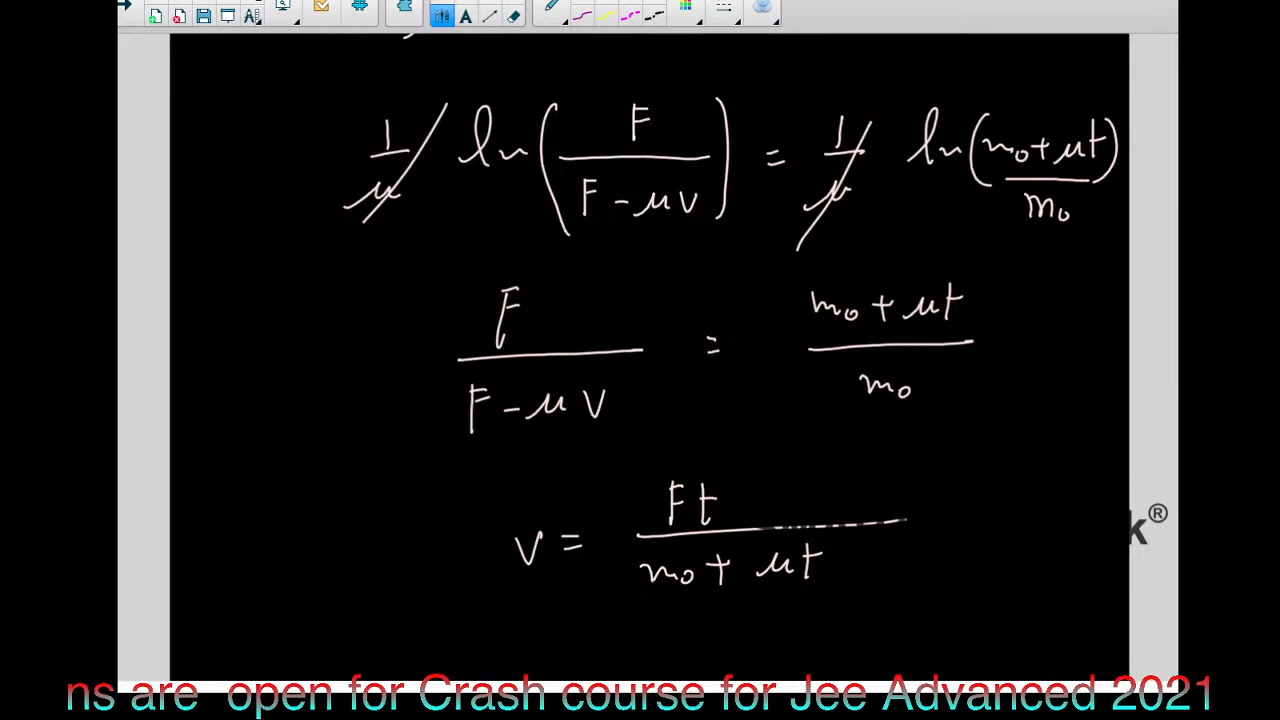 1/μ ln(F/(F - μv)) = 1/μ ln((m₀ + μt)/m₀)
F/(F - μv) = (m₀ + μt)/m₀
v = Ft/(m₀ + μt)
k®
ns are open for Crash course for Jee Advanced 2021